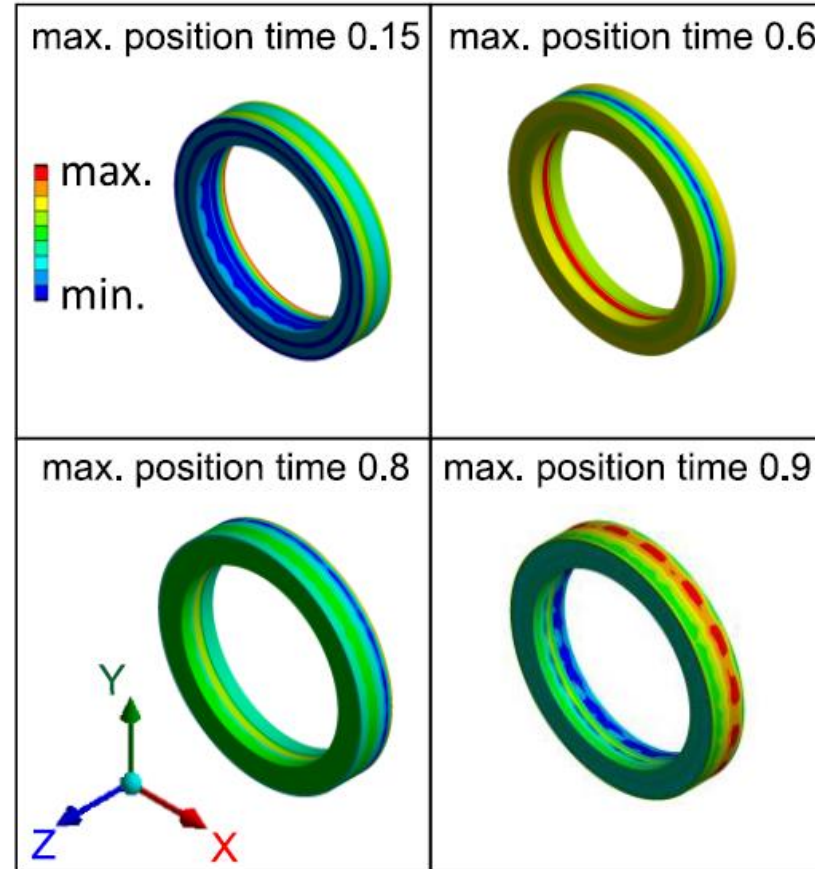 max. position time 0.15
max. position time 0.6
max.
min.
max. position time 0.8
max. position time 0.9
Y
Z
X